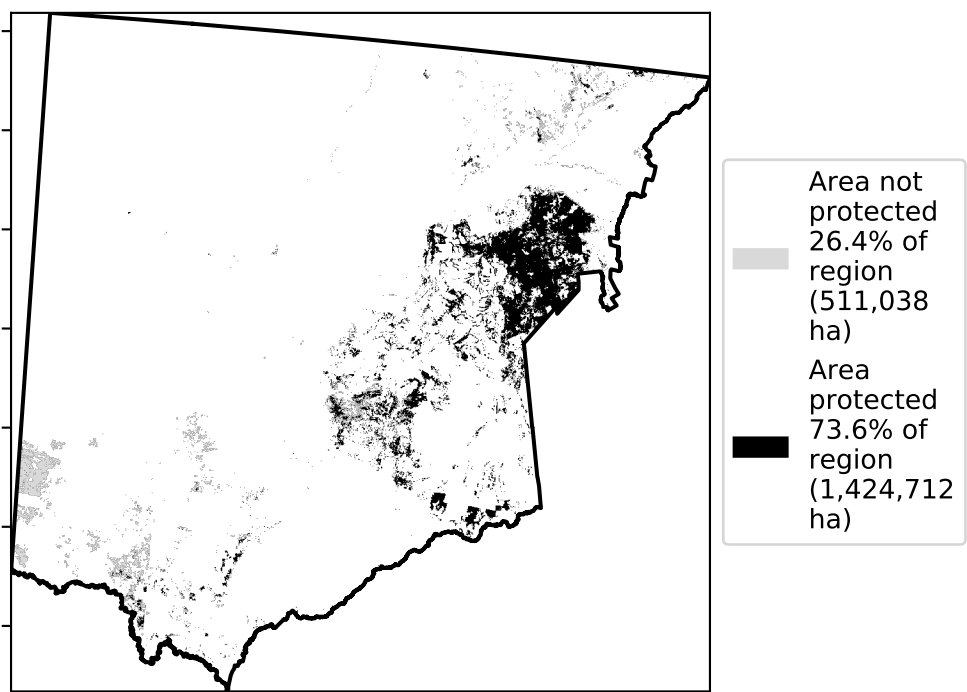 Area not
protected
26.4% of
region
(511,038
ha)
Area
protected
73.6% of
region
(1,424,712
ha)